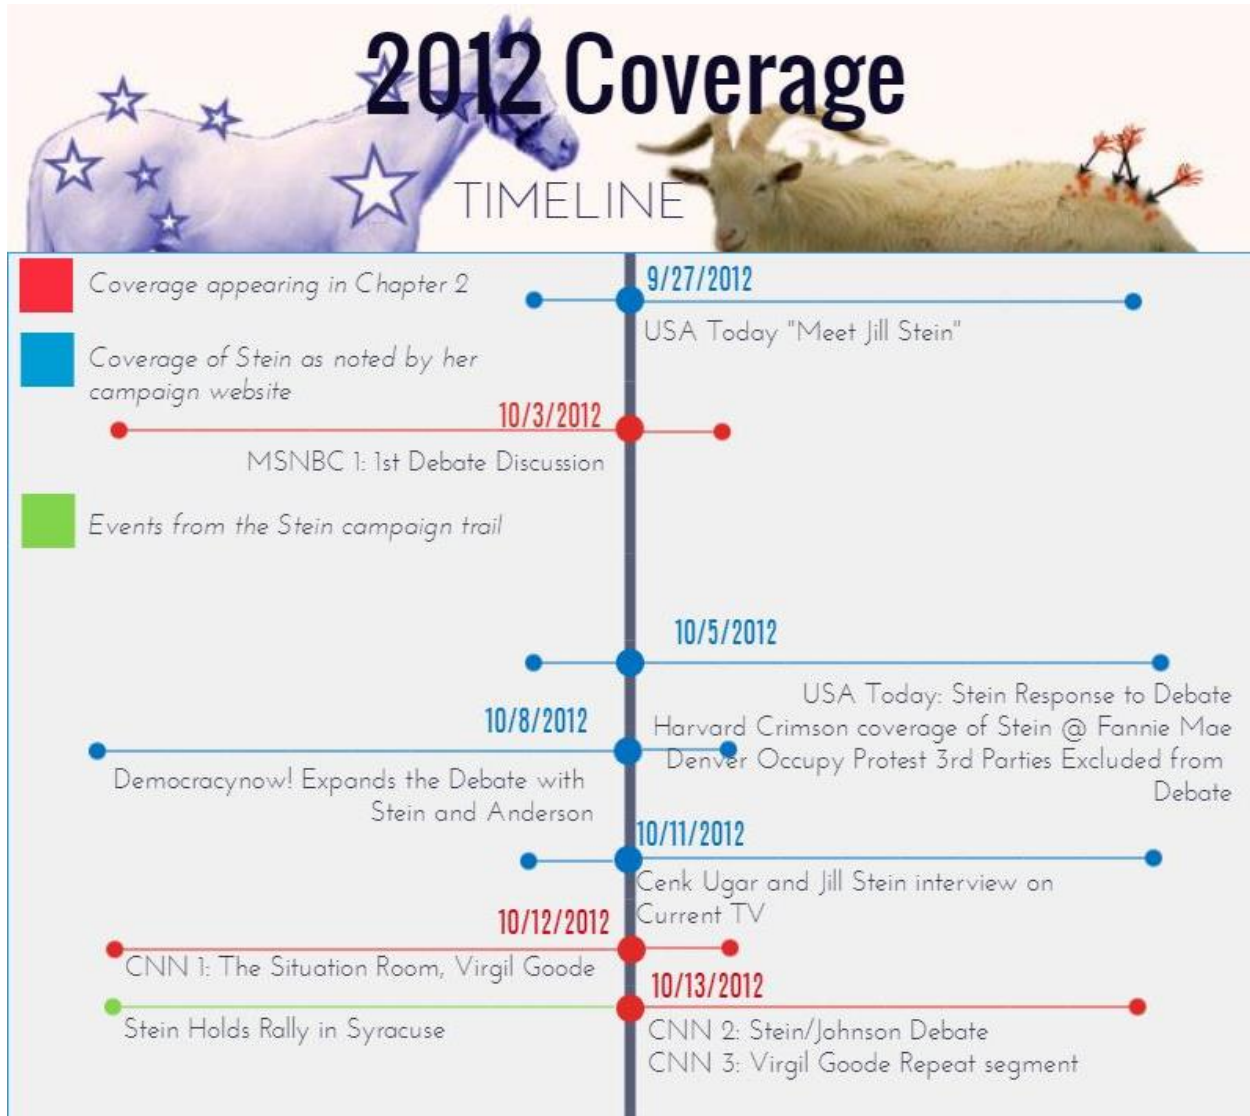 2012 Coverage
TIMELINE
Coverage appearing in Chapter 2
9/27/2012
USA Today "Meet Jill Stein"
Coverage of Stein as noted by her
campaign website
10/3/2012
MSNBC 1: 1st Debate Discussion
Events from the Stein campaign trail
10/5/2012
USA Today: Stein Response to Debate
Harvard Crimson coverage of Stein @ Fannie Mae
Denver Occupy Protest 3rd Parties Excluded from
Debate
10/8/2012
Democracynow! Expands the Debate with
Stein and Anderson
10/11/2012
Cenk Ugar and Jill Stein interview on
Current TV
10/12/2012
CNN 1: The Situation Room, Virgil Goode
Stein Holds Rally in Syracuse
10/13/2012
CNN 2: Stein/Johnson Debate
CNN 3: Virgil Goode Repeat segment